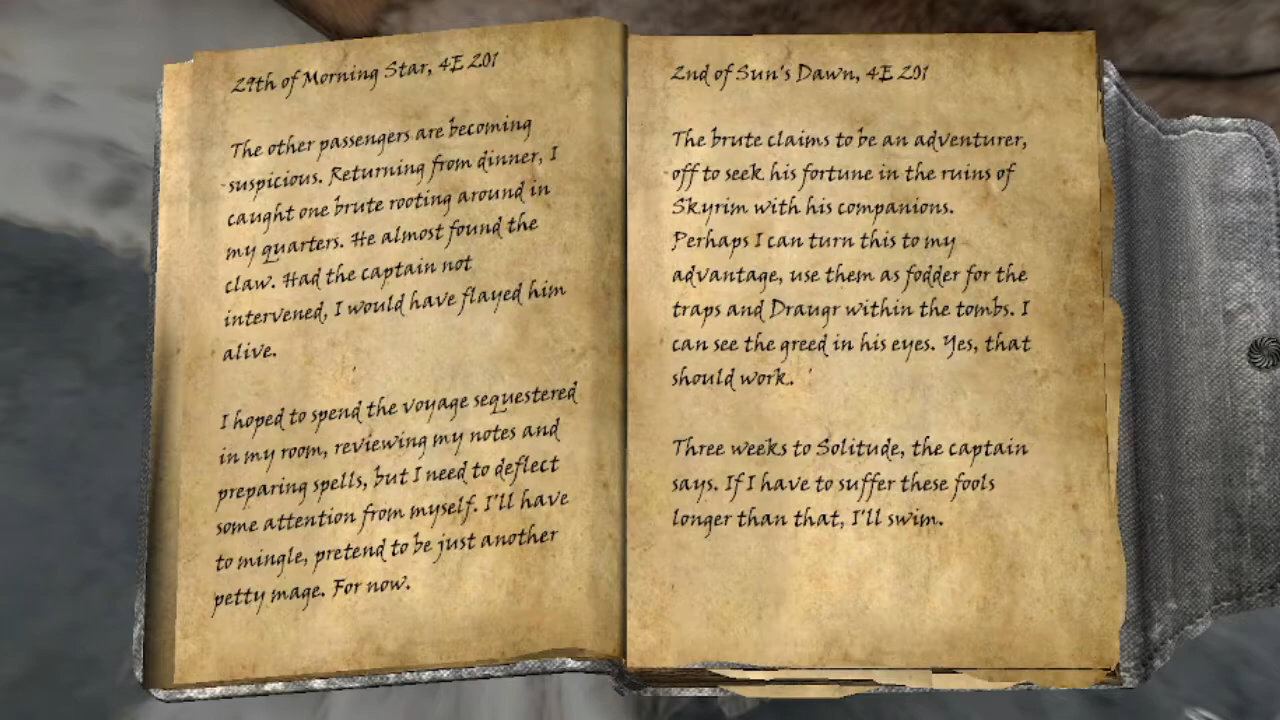 29th of Morning Star, 4E 201
The other passengers are becoming
suspicious. Returning from dinner, I
caught one brute rooting around in
my quarters. He almost found the
claw. Had the captain not
intervened, I would have flayed him
alive.
I hoped to spend the voyage sequestered
in my room, reviewing my notes and
preparing spells, but I need to deflect
some attention from myself. I'll have
to mingle, pretend to be just another
petty mage. For now.
2nd of Sun's Dawn, 4E 201
The brute claims to be an adventurer,
off to seek his fortune in the ruins of
Skyrim with his companions.
Perhaps I can turn this to my
advantage, use them as fodder for the
traps and Draugr within the tombs. I
can see the greed in his eyes. Yes, that
should work.
Three weeks to Solitude, the captain
says. If I have to suffer these fools
longer than that, I'll swim.